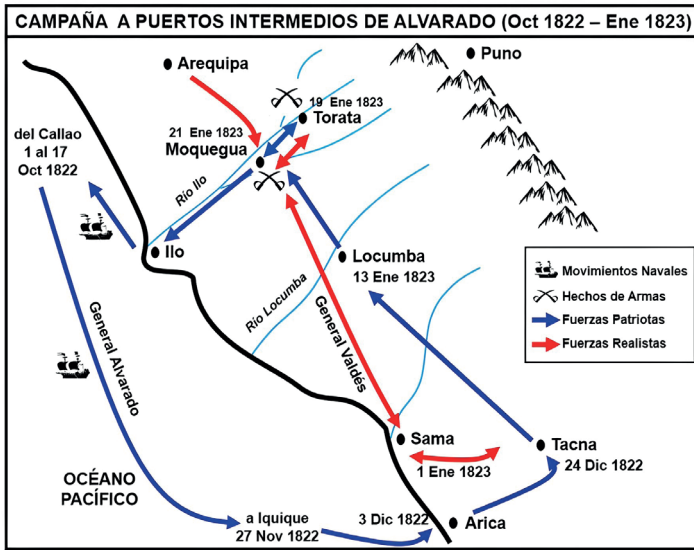 CAMPAÑA A PUERTOS INTERMEDIOS DE ALVARADO (Oct 1822 – Ene 1823)
Puno
Arequipa
19 Ene 1823
Torata
21 Ene 1823
Moquegua
del Callao
1 al 17
Oct 1822
Río Ilo
Ilo
Locumba
13 Ene 1823
Movimientos Navales
Hechos de Armas
Fuerzas Patriotas
Fuerzas Realistas
Río Locumba
General Valdés
General Alvarado
Sama
1 Ene 1823
Tacna
24 Dic 1822
OCÉANO
PACÍFICO
a Iquique
27 Nov 1822
3 Dic 1822
Arica